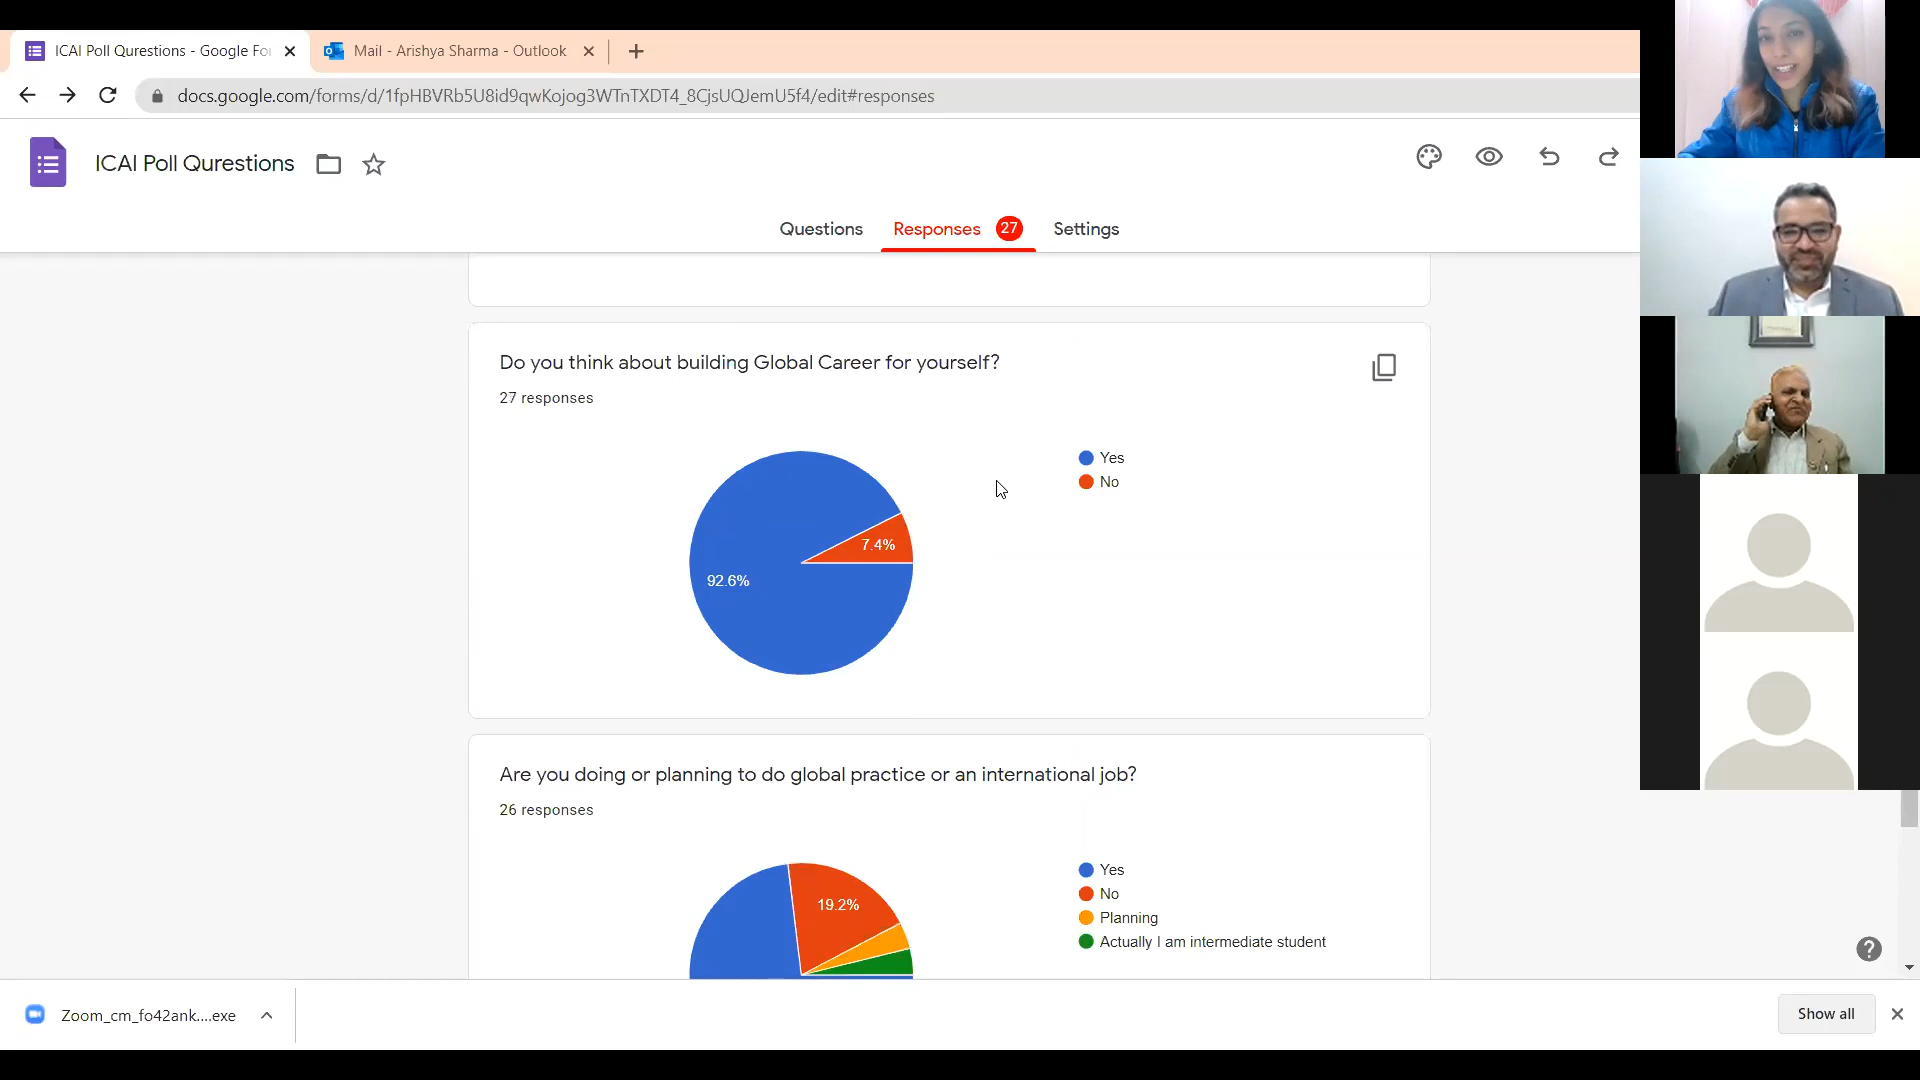 ICAI Poll Qurestions - Google Fo
Mail - Arishya Sharma - Outlook
docs.google.com/forms/d/1fpHBVRb5U8id9qwKojog3WTnTXDT4_8CjsUQJemU5f4/edit#responses
ICAI Poll Qurestions
Questions
Responses 27
Settings
Do you think about building Global Career for yourself?
27 responses
Yes
No
7.4%
92.6%
Are you doing or planning to do global practice or an international job?
26 responses
Yes
No
Planning
Actually I am intermediate student
19.2%
Zoom_cm_fo42ank....exe
Show all